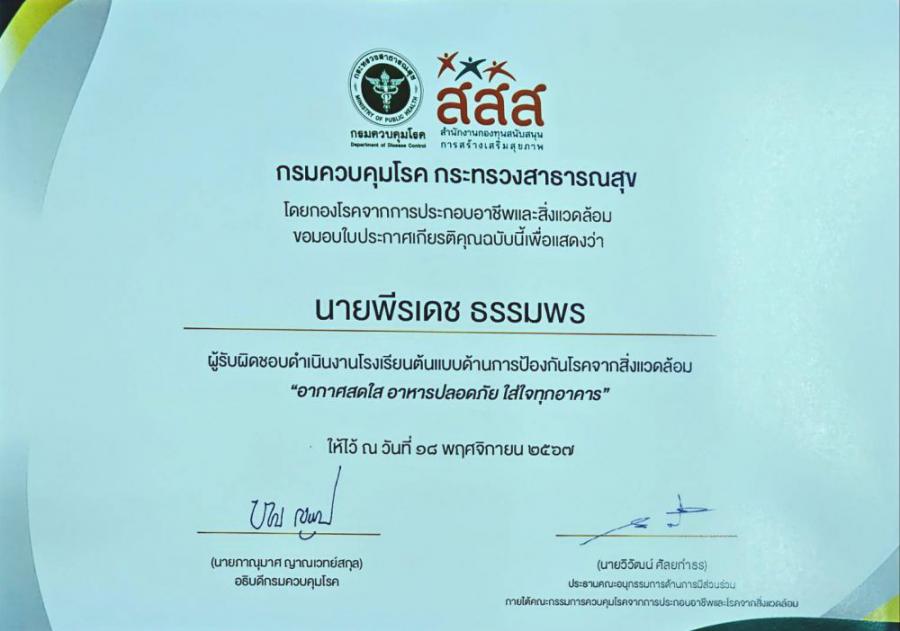 กระทรวงสาธารณสุข
MINISTRY OF PUBLIC HEALTH
กรมควบคุมโรค
Department of Disease Control
สสส
สำนักงานกองทุนสนับสนุน
การสร้างเสริมสุขภาพ
กรมควบคุมโรค กระทรวงสาธารณสุข
โดยกองโรคจากการประกอบอาชีพและสิ่งแวดล้อม
ขอมอบใบประกาศเกียรติคุณฉบับนี้เพื่อแสดงว่า
นายพีรเดช ธรรมพร
ผู้รับผิดชอบดำเนินงานโรงเรียนต้นแบบด้านการป้องกันโรคจากสิ่งแวดล้อม
“อากาศสดใส อาหารปลอดภัย ใส่ใจทุกอาคาร”
ให้ไว้ ณ วันที่ ๑๘ พฤศจิกายน ๒๕๖๗
(นายภาณุมาศ ญาณเวทย์สกุล)
อธิบดีกรมควบคุมโรค
(นายวิวัฒน์ ศัลยกำธร)
ประธานคณะอนุกรรมการด้านการมีส่วนร่วม
ภายใต้คณะกรรมการควบคุมโรคจากการประกอบอาชีพและโรคจากสิ่งแวดล้อม